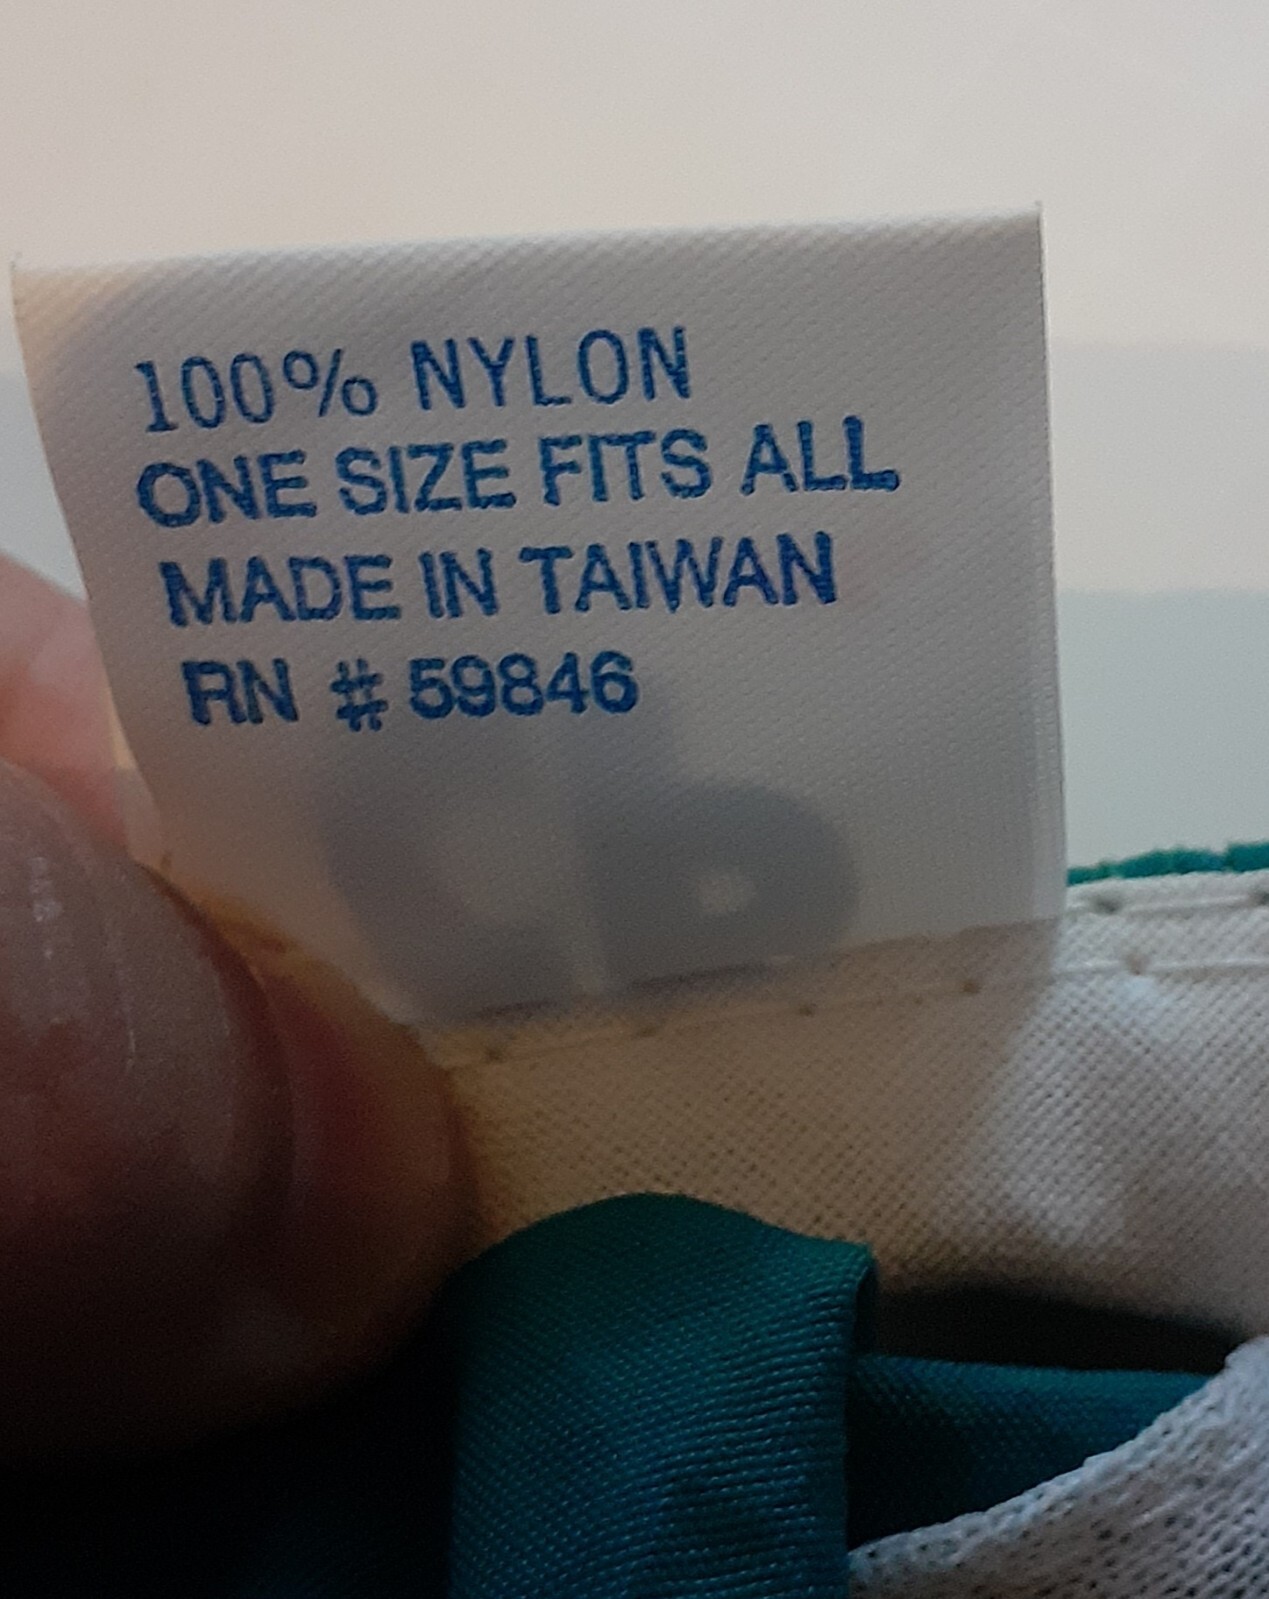 100% NYLON
ONE SIZE FITS ALL
MADE IN TAIWAN
RN # 59846